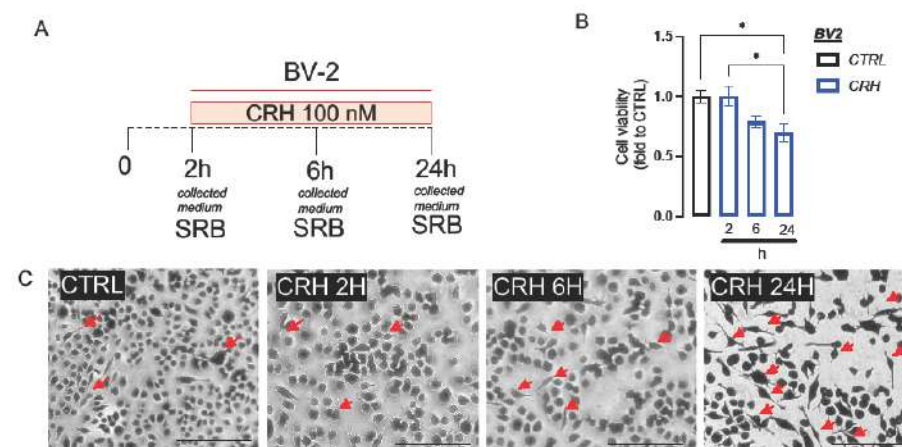 A
BV-2
CRH 100 nM
0
2h
6h
24h
collected
medium
SRB
collected
medium
SRB
collected
medium
SRB
B
Cell viability
(fold to CTRL)
1.5
1.0
0.5
0.0
*
*
2
6
24
h
BV2
CTRL
CRH
C
CTRL
CRH 2H
CRH 6H
CRH 24H